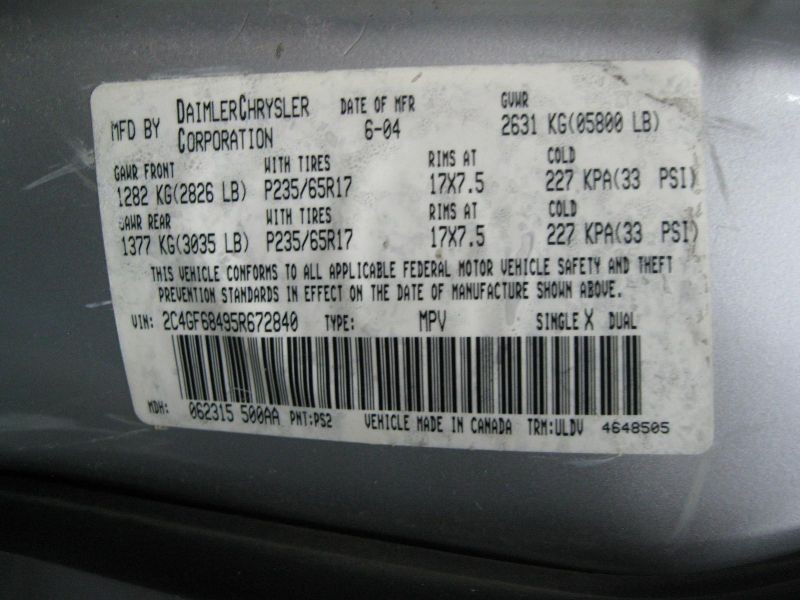 MFD BY DAIMLERCHRYSLER CORPORATION DATE OF MFR 6-04 GVWR 2631 KG(05800 LB)
GAWR FRONT WITH TIRES RIMS AT COLD
1282 KG(2826 LB) P235/65R17 17X7.5 227 KPA(33 PSI)
GAWR REAR WITH TIRES RIMS AT COLD
1377 KG(3035 LB) P235/65R17 17X7.5 227 KPA(33 PSI)
THIS VEHICLE CONFORMS TO ALL APPLICABLE FEDERAL MOTOR VEHICLE SAFETY AND THEFT
PREVENTION STANDARDS IN EFFECT ON THE DATE OF MANUFACTURE SHOWN ABOVE.
VIN: 2C4GF68495R672840 TYPE: MPV SINGLE X DUAL
MDH: 062315 500AA PNT:PS2 VEHICLE MADE IN CANADA TRM:ULDV 4648505